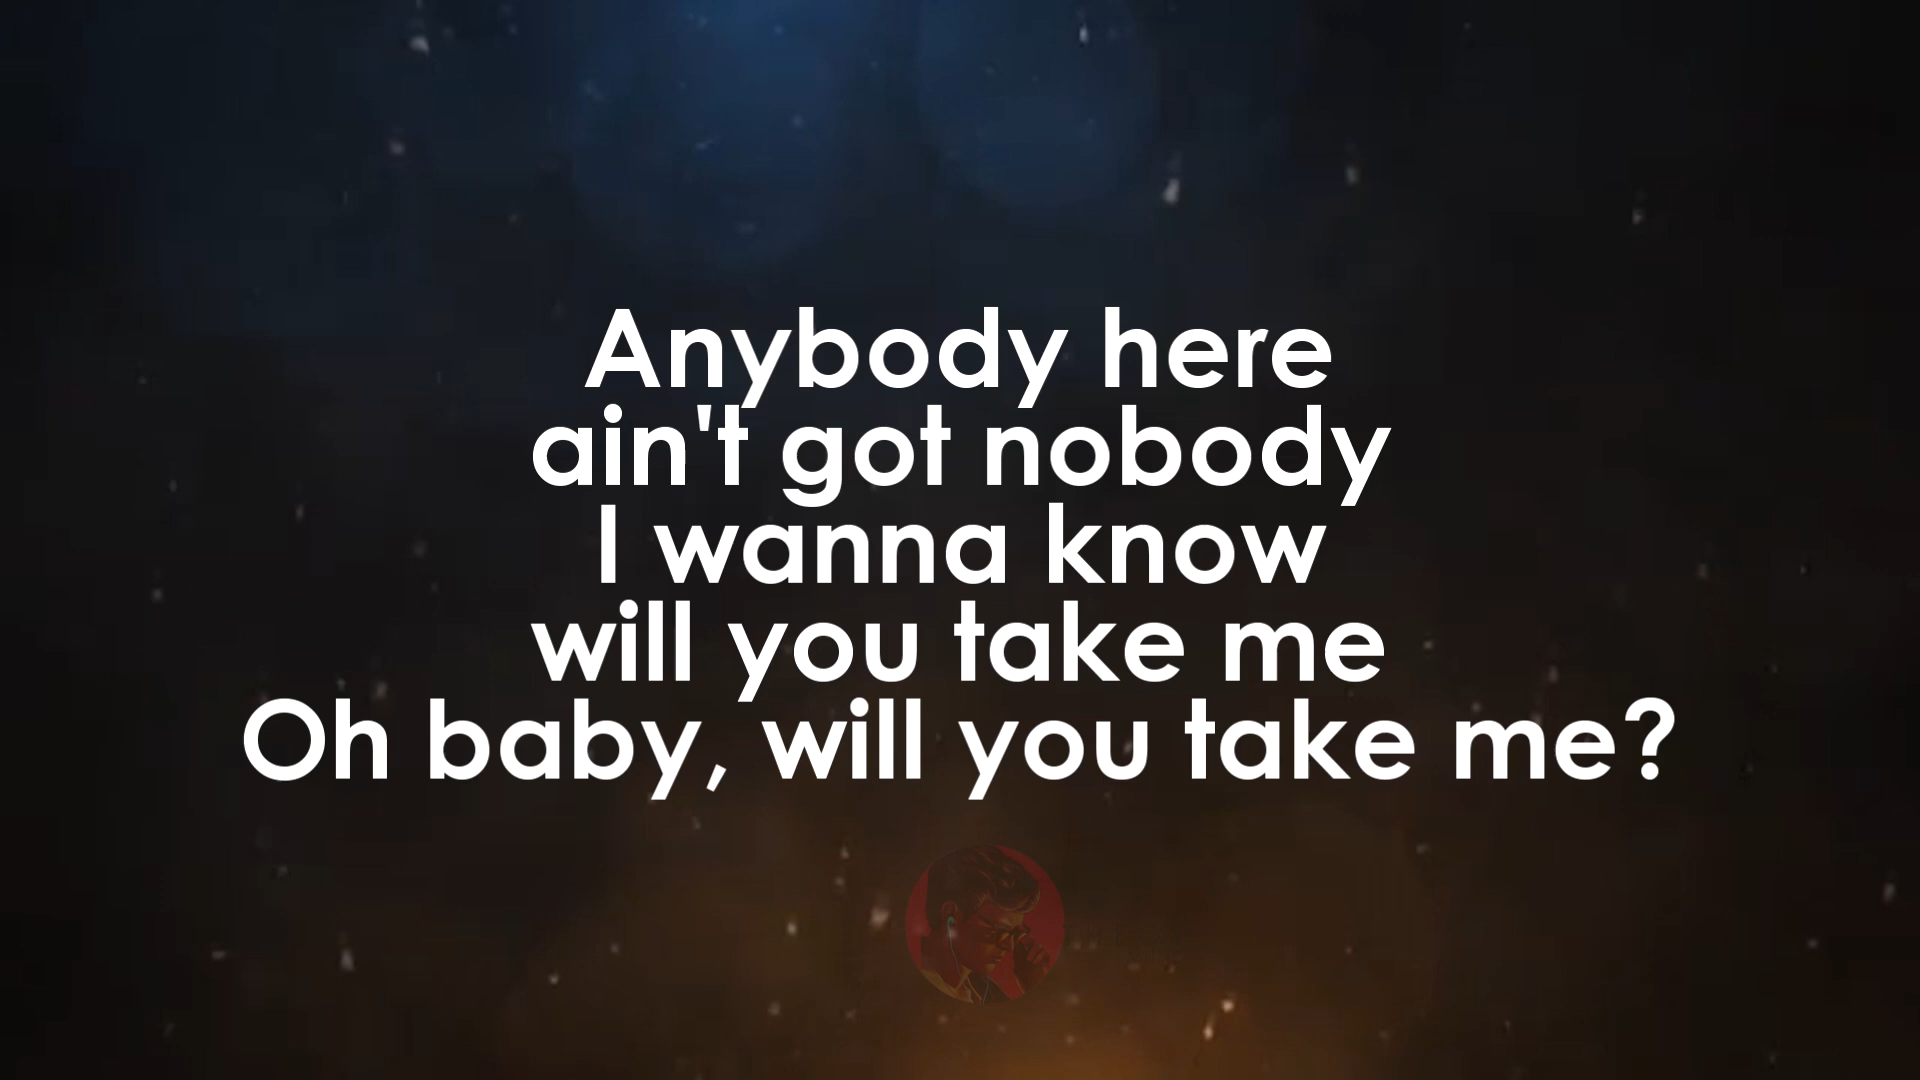 Anybody here
ain't got nobody
I wanna know
will you take me
Oh baby, will you take me?